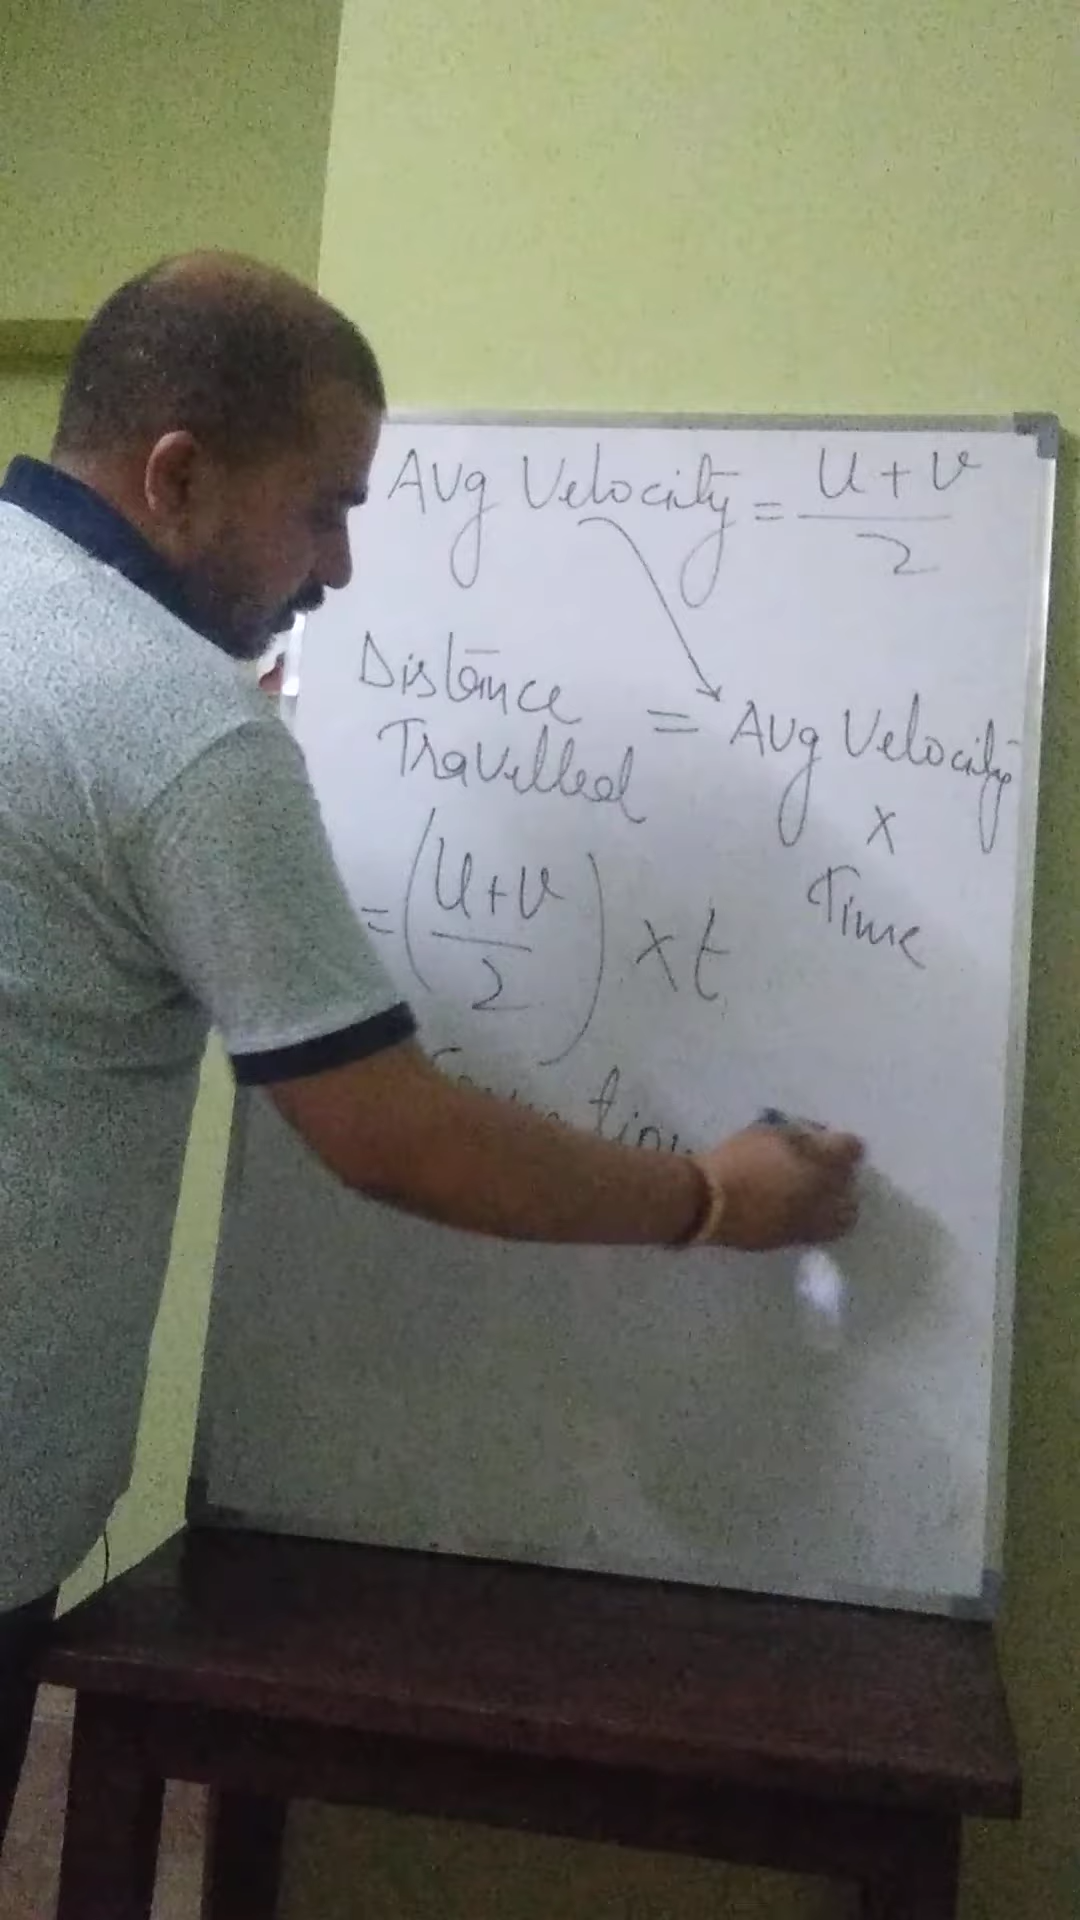 Avg Velocity = u + v / 2
Distance
Travelled = Avg Velocity
x
Time
= (u + v / 2) x t